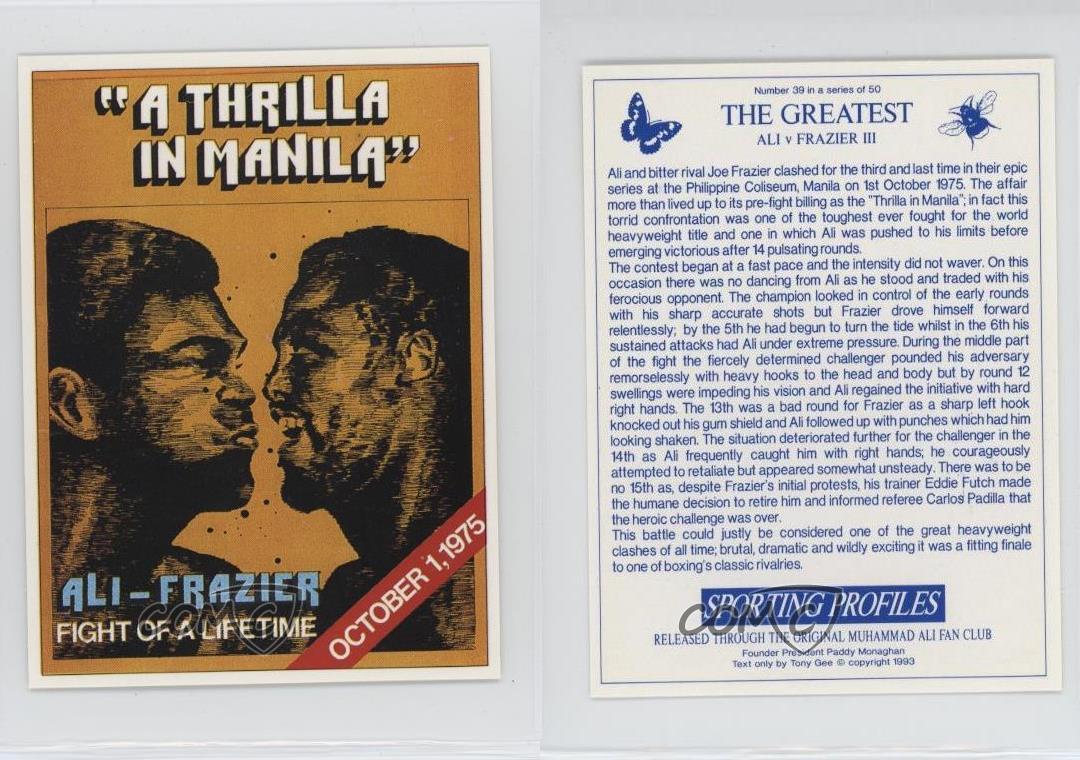 “A THRILLA
IN MANILA”
ALI – FRAZIER
FIGHT OF A LIFETIME
OCTOBER 1, 1975
COMC
Number 39 in a series of 50
THE GREATEST
ALI v FRAZIER III
Ali and bitter rival Joe Frazier clashed for the third and last time in their epic
series at the Philippine Coliseum, Manila on 1st October 1975. The affair
more than lived up to its pre-fight billing as the "Thrilla in Manila"; in fact this
torrid confrontation was one of the toughest ever fought for the world
heavyweight title and one in which Ali was pushed to his limits before
emerging victorious after 14 pulsating rounds.
The contest began at a fast pace and the intensity did not waver. On this
occasion there was no dancing from Ali as he stood and traded with his
ferocious opponent. The champion looked in control of the early rounds
with his sharp accurate shots but Frazier drove himself forward
relentlessly; by the 5th he had begun to turn the tide whilst in the 6th his
sustained attacks had Ali under extreme pressure. During the middle part
of the fight the fiercely determined challenger pounded his adversary
remorselessly with heavy hooks to the head and body but by round 12
swellings were impeding his vision and Ali regained the initiative with hard
right hands. The 13th was a bad round for Frazier as a sharp left hook
knocked out his gum shield and Ali followed up with punches which had him
looking shaken. The situation deteriorated further for the challenger in the
14th as Ali frequently caught him with right hands; he courageously
attempted to retaliate but appeared somewhat unsteady. There was to be
no 15th as, despite Frazier's initial protests, his trainer Eddie Futch made
the humane decision to retire him and informed referee Carlos Padilla that
the heroic challenge was over.
This battle could justly be considered one of the great heavyweight
clashes of all time; brutal, dramatic and wildly exciting it was a fitting finale
to one of boxing's classic rivalries.
SPORTING PROFILES
COMC
RELEASED THROUGH THE ORIGINAL MUHAMMAD ALI FAN CLUB
Founder President Paddy Monaghan
Text only by Tony Gee © copyright 1993